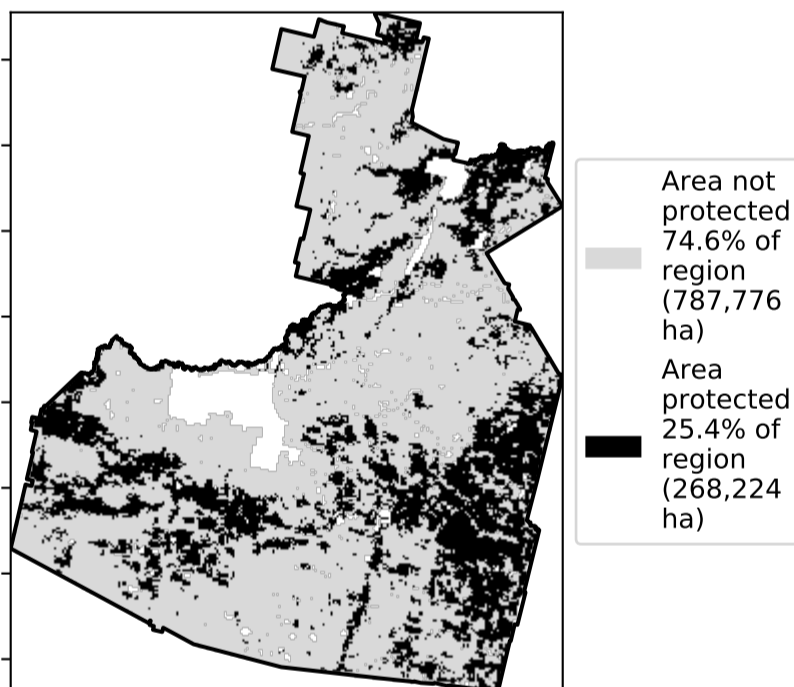 Area not
protected
74.6% of
region
(787,776
ha)
Area
protected
25.4% of
region
(268,224
ha)